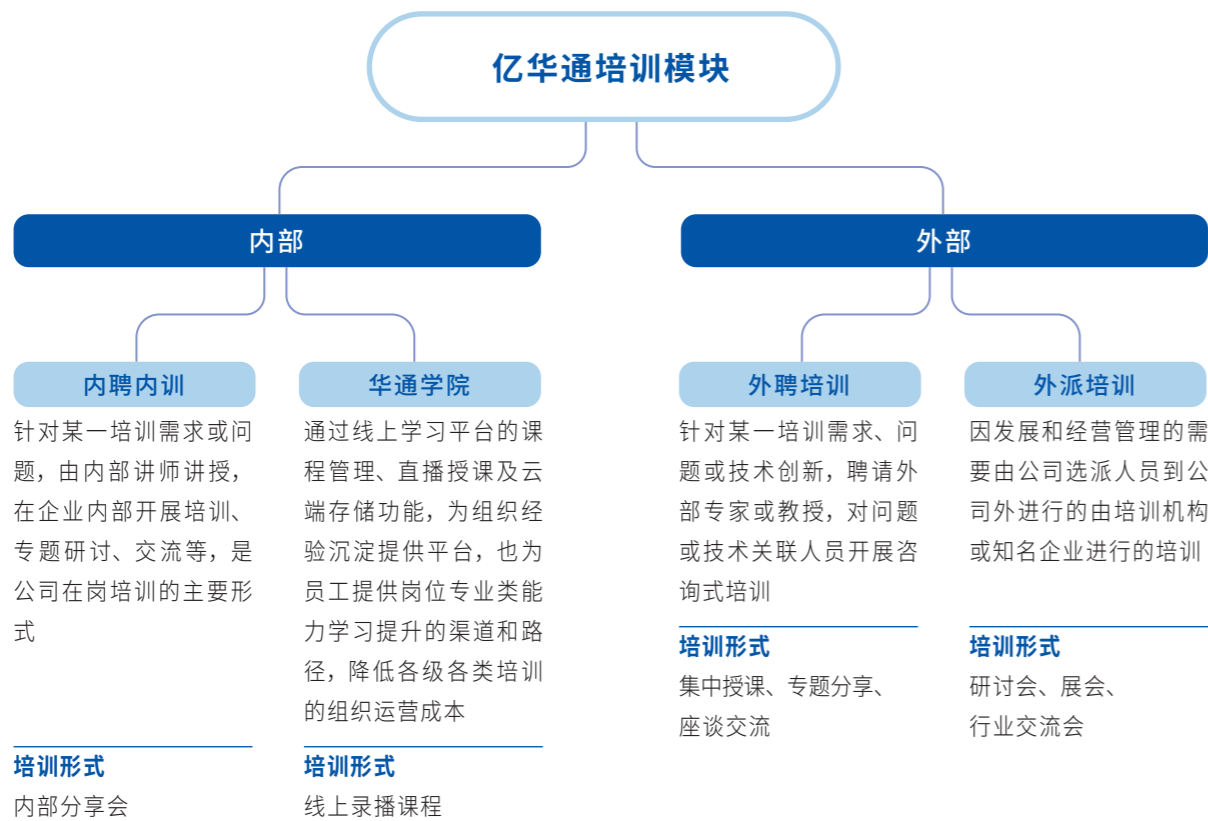 亿华通培训模块
内部
外部
内聘内训
针对某一培训需求或问
题，由内部讲师讲授，
在企业内部开展培训、
专题研讨、交流等，是
公司在岗培训的主要形
式
培训形式
内部分享会
华通学院
通过线上学习平台的课
程管理、直播授课及云
端存储功能，为组织经
验沉淀提供平台，也为
员工提供岗位专业类能
力学习提升的渠道和路
径，降低各级各类培训
的组织运营成本
培训形式
线上录播课程
外聘培训
针对某一培训需求、问
题或技术创新，聘请外
部专家或教授，对问题
或技术关联人员开展咨
询式培训
培训形式
集中授课、专题分享、
座谈交流
外派培训
因发展和经营管理的需
要由公司选派人员到公
司外进行的由培训机构
或知名企业进行的培训
培训形式
研讨会、展会、
行业交流会